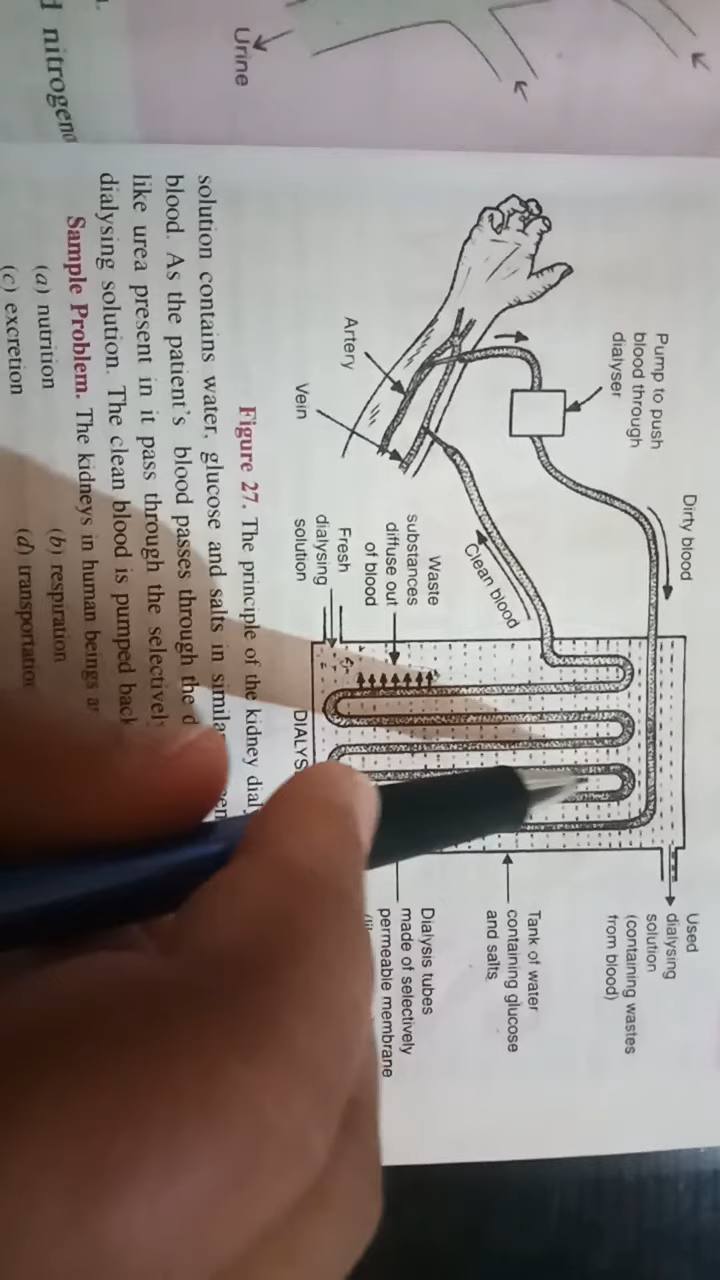 Urine
d nitrogeno
Pump to push
blood through
dialyser
Dirty blood
Used
dialysing
solution
(containing wastes
from blood)
Clean blood
Tank of water
containing glucose
and salts
Waste
substances
diffuse out
of blood
Dialysis tubes
made of selectively
permeable membrane
Artery
Vein
Fresh
dialysing
solution
DIALYS
Figure 27. The principle of the kidney dial
solution contains water, glucose and salts in simila
blood. As the patient's blood passes through the d
like urea present in it pass through the selectivel
dialysing solution. The clean blood is pumped back
Sample Problem. The kidneys in human beings ar
(a) nutrition (b) respiration
(c) excretion (d) transportation